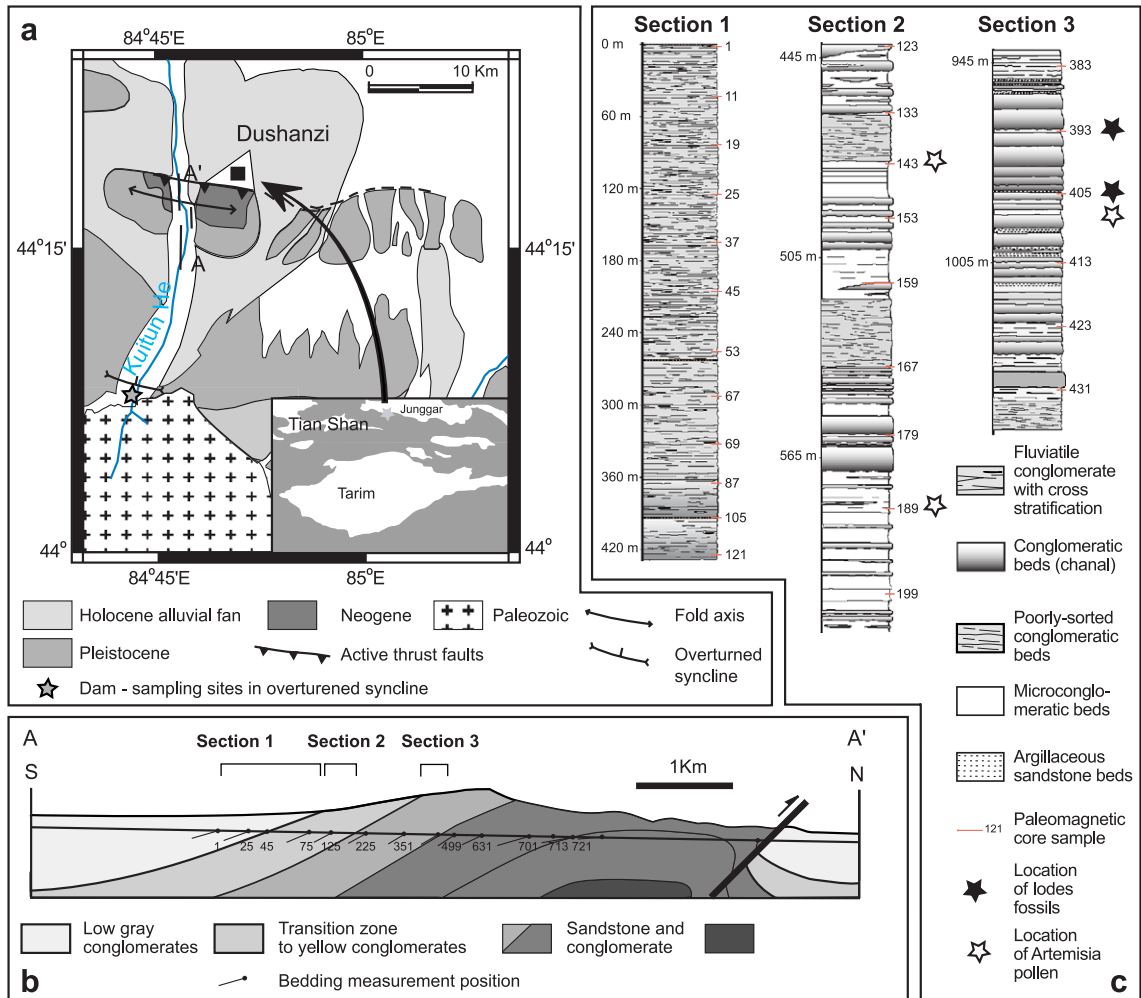 a
84°45'E
85°E
0
10 Km
Dushanzi
A'
A
44°15'
44°15'
Kuitun He
Junggar
Tian Shan
Tarim
44°
44°
84°45'E
85°E
Holocene alluvial fan
Neogene
Paleozoic
Fold axis
Pleistocene
Active thrust faults
Overturned
syncline
Dam - sampling sites in overturened syncline
A
A'
Section 1
Section 2
Section 3
S
N
1Km
1
25
45
75
125
225
351
499
631
701
713
721
Low gray
conglomerates
Transition zone
to yellow conglomerates
Sandstone and
conglomerate
Bedding measurement position
b
Section 1
0 m
60 m
120 m
180 m
240 m
300 m
360 m
420 m
1
11
19
25
37
45
53
67
69
87
105
121
Section 2
445 m
505 m
565 m
123
133
143
153
159
167
179
189
199
Section 3
945 m
1005 m
383
393
405
413
423
431
Fluviatile
conglomerate
with cross
stratification
Conglomeratic
beds (chanal)
Poorly-sorted
conglomeratic
beds
Microconglo-
meratic beds
Argillaceous
sandstone beds
121
Paleomagnetic
core sample
Location
of Iodes
fossils
Location
of Artemisia
pollen
c